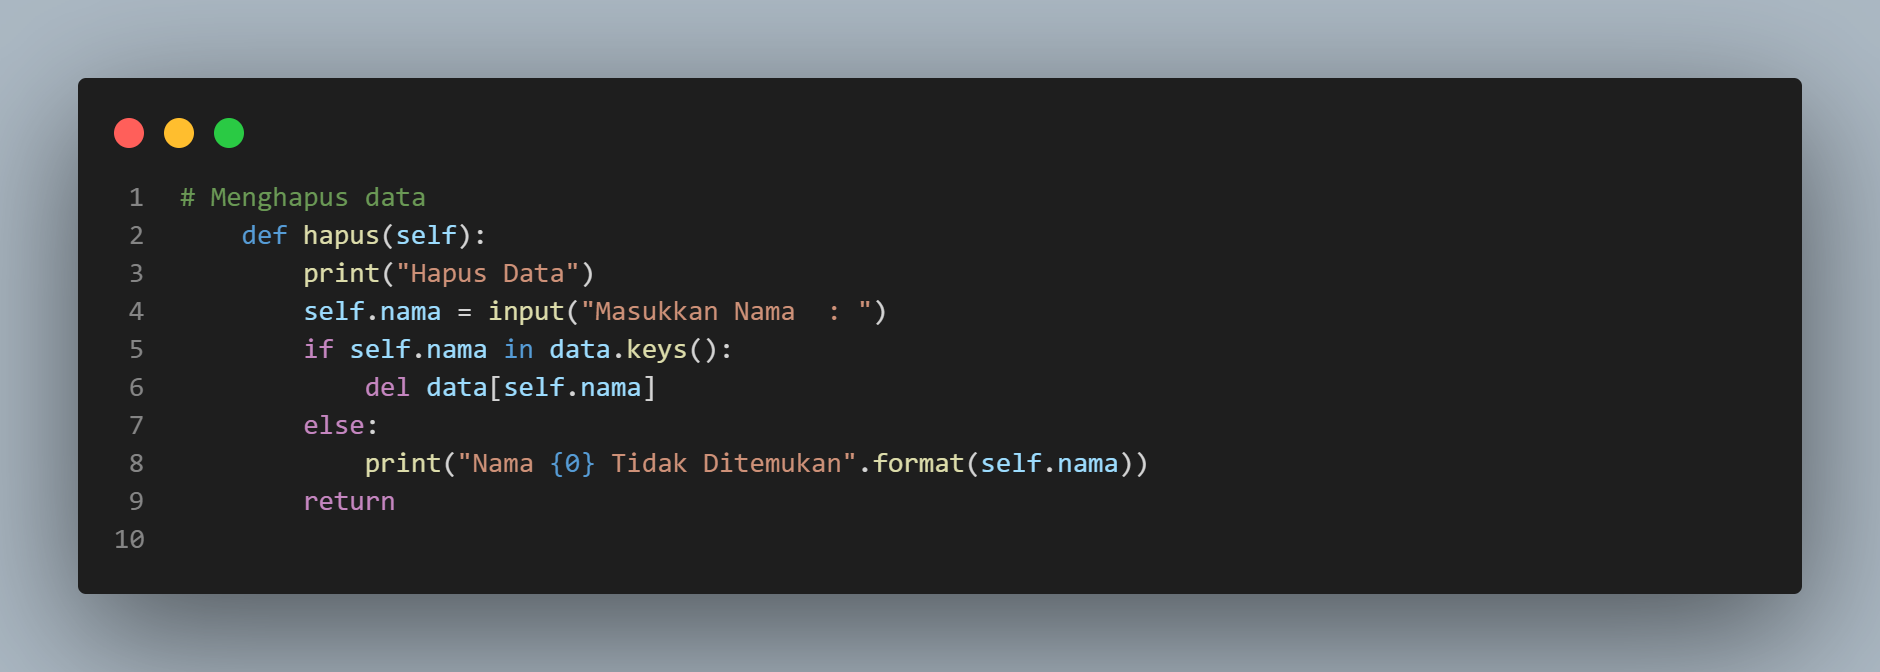 1 # Menghapus data
2     def hapus(self):
3         print("Hapus Data")
4         self.nama = input("Masukkan Nama  : ")
5         if self.nama in data.keys():
6             del data[self.nama]
7         else:
8             print("Nama {0} Tidak Ditemukan".format(self.nama))
9         return
10